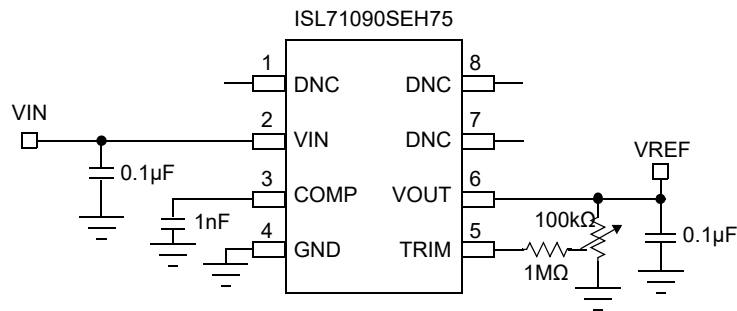 ISL71090SEH75
1
DNC
DNC
8
VIN
2
VIN
DNC
7
VREF
0.1µF
3
COMP
VOUT
6
1nF
100kΩ
4
GND
TRIM
5
0.1µF
1MΩ